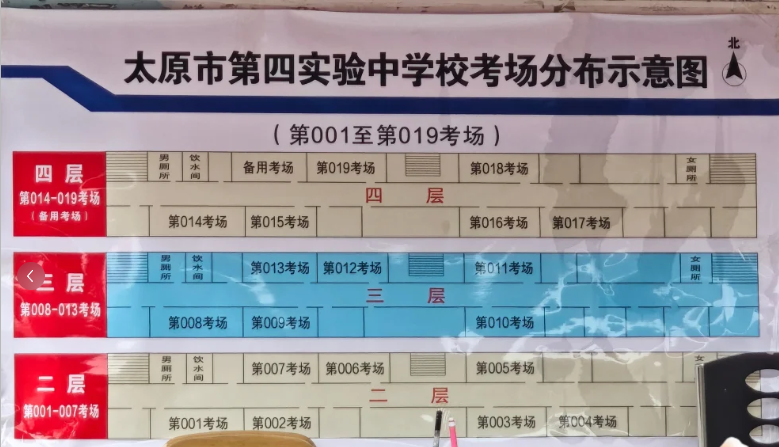 北
太原市第四实验中学校考场分布示意图
(第001至第019考场)
四 层
第014-019考场
(备用考场)
男厕所 饮水间 备用考场 第019考场 第018考场 女厕所
四 层
第014考场 第015考场 第016考场 第017考场
三 层
第008-013考场
男厕所 饮水间 第013考场 第012考场 第011考场 女厕所
三 层
第008考场 第009考场 第010考场
二 层
第001-007考场
男厕所 饮水间 第007考场 第006考场 第005考场 女
二 层
第001考场 第002考场 第003考场 第004考场